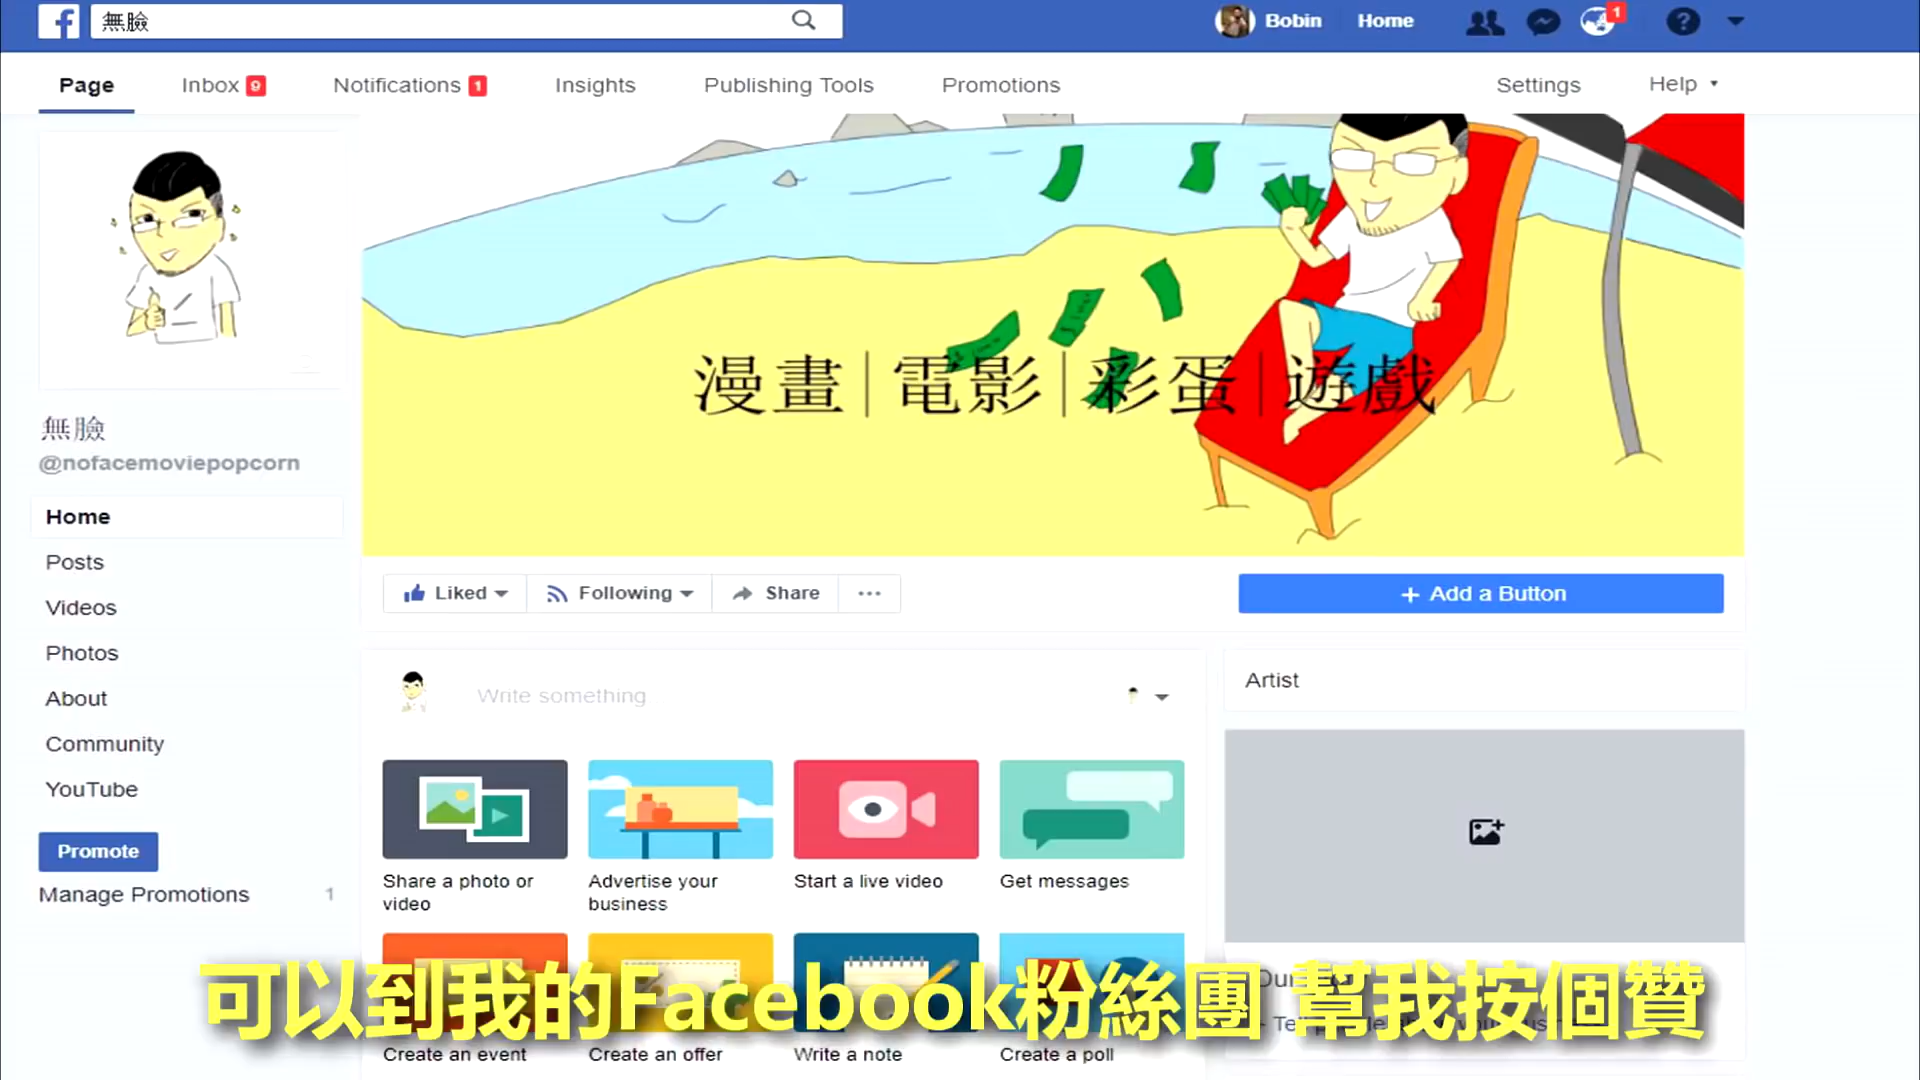 無臉
Bobin
Home
1
Page
Inbox 9
Notifications 1
Insights
Publishing Tools
Promotions
Settings
Help
漫畫|電影|彩蛋|遊戲
無臉
@nofacemoviepopcorn
Home
Posts
Videos
Photos
About
Community
YouTube
Promote
Manage Promotions 1
Liked
Following
Share
+ Add a Button
Write something
Artist
Share a photo or
video
Advertise your
business
Start a live video
Get messages
可以到我的Facebook粉絲團 幫我按個贊
Create an event
Create an offer
Write a note
Create a poll